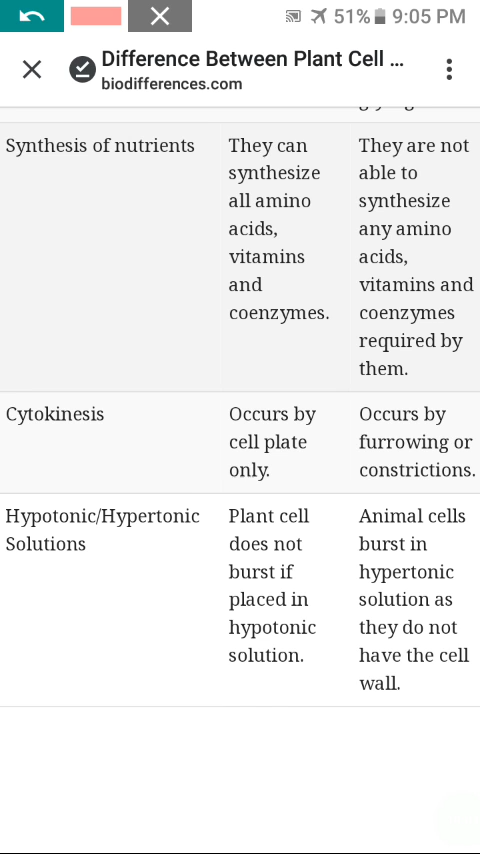 51% 9:05 PM
Difference Between Plant Cell ...
biodifferences.com
Synthesis of nutrients
They can
synthesize
all amino
acids,
vitamins
and
coenzymes.
They are not
able to
synthesize
any amino
acids,
vitamins and
coenzymes
required by
them.
Cytokinesis
Occurs by
cell plate
only.
Occurs by
furrowing or
constrictions.
Hypotonic/Hypertonic
Solutions
Plant cell
does not
burst if
placed in
hypotonic
solution.
Animal cells
burst in
hypertonic
solution as
they do not
have the cell
wall.